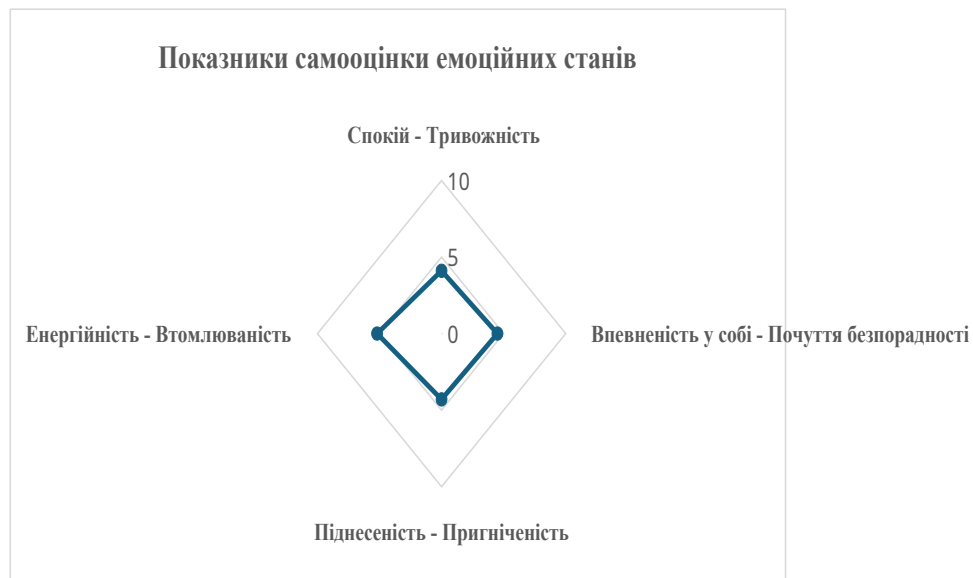 Показники самооцінки емоційних станів
Спокій - Тривожність
10
5
0
Енергійність - Втомлюваність
Впевненість у собі - Почуття безпорадності
Піднесеність - Пригніченість